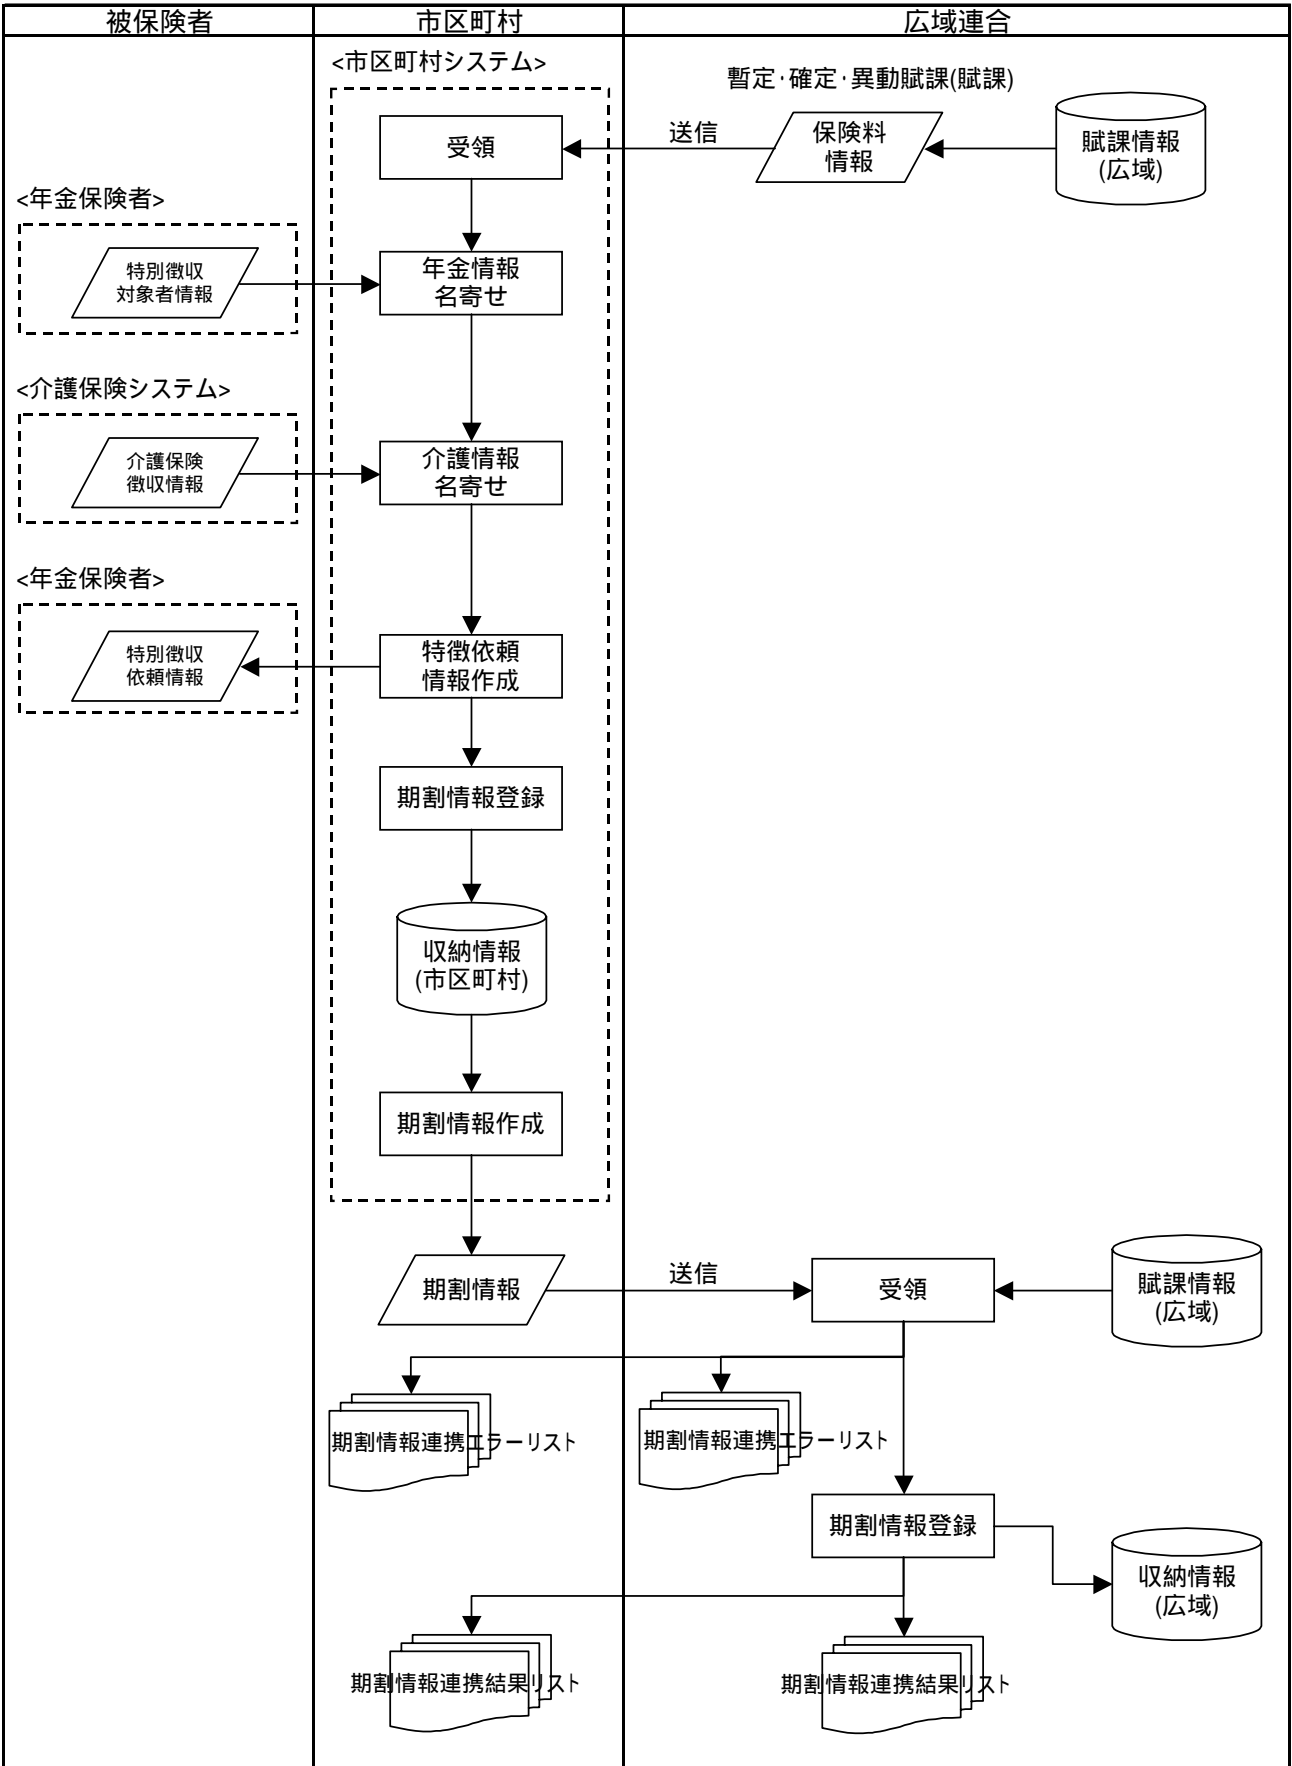 被保険者
市区町村
広域連合
<市区町村システム>
暫定・確定・異動賦課(賦課)
受領
送信
保険料
情報
賦課情報
(広域)
<年金保険者>
特別徴収
対象者情報
年金情報
名寄せ
<介護保険システム>
介護保険
徴収情報
介護情報
名寄せ
<年金保険者>
特別徴収
依頼情報
特徴依頼
情報作成
期割情報登録
収納情報
(市区町村)
期割情報作成
期割情報
送信
受領
賦課情報
(広域)
期割情報連携エラーリスト
期割情報連携エラーリスト
期割情報登録
収納情報
(広域)
期割情報連携結果リスト
期割情報連携結果リスト